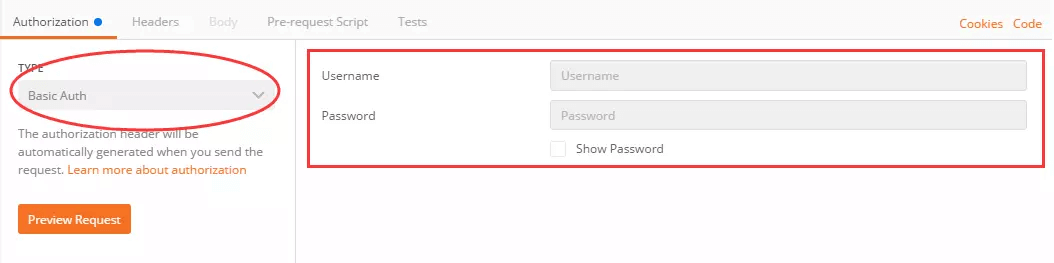 Authorization Headers Body Pre-request Script Tests Cookies Code
TYPE
Basic Auth
The authorization header will be
automatically generated when you send the
request. Learn more about authorization
Preview Request
Username Username
Password Password
Show Password